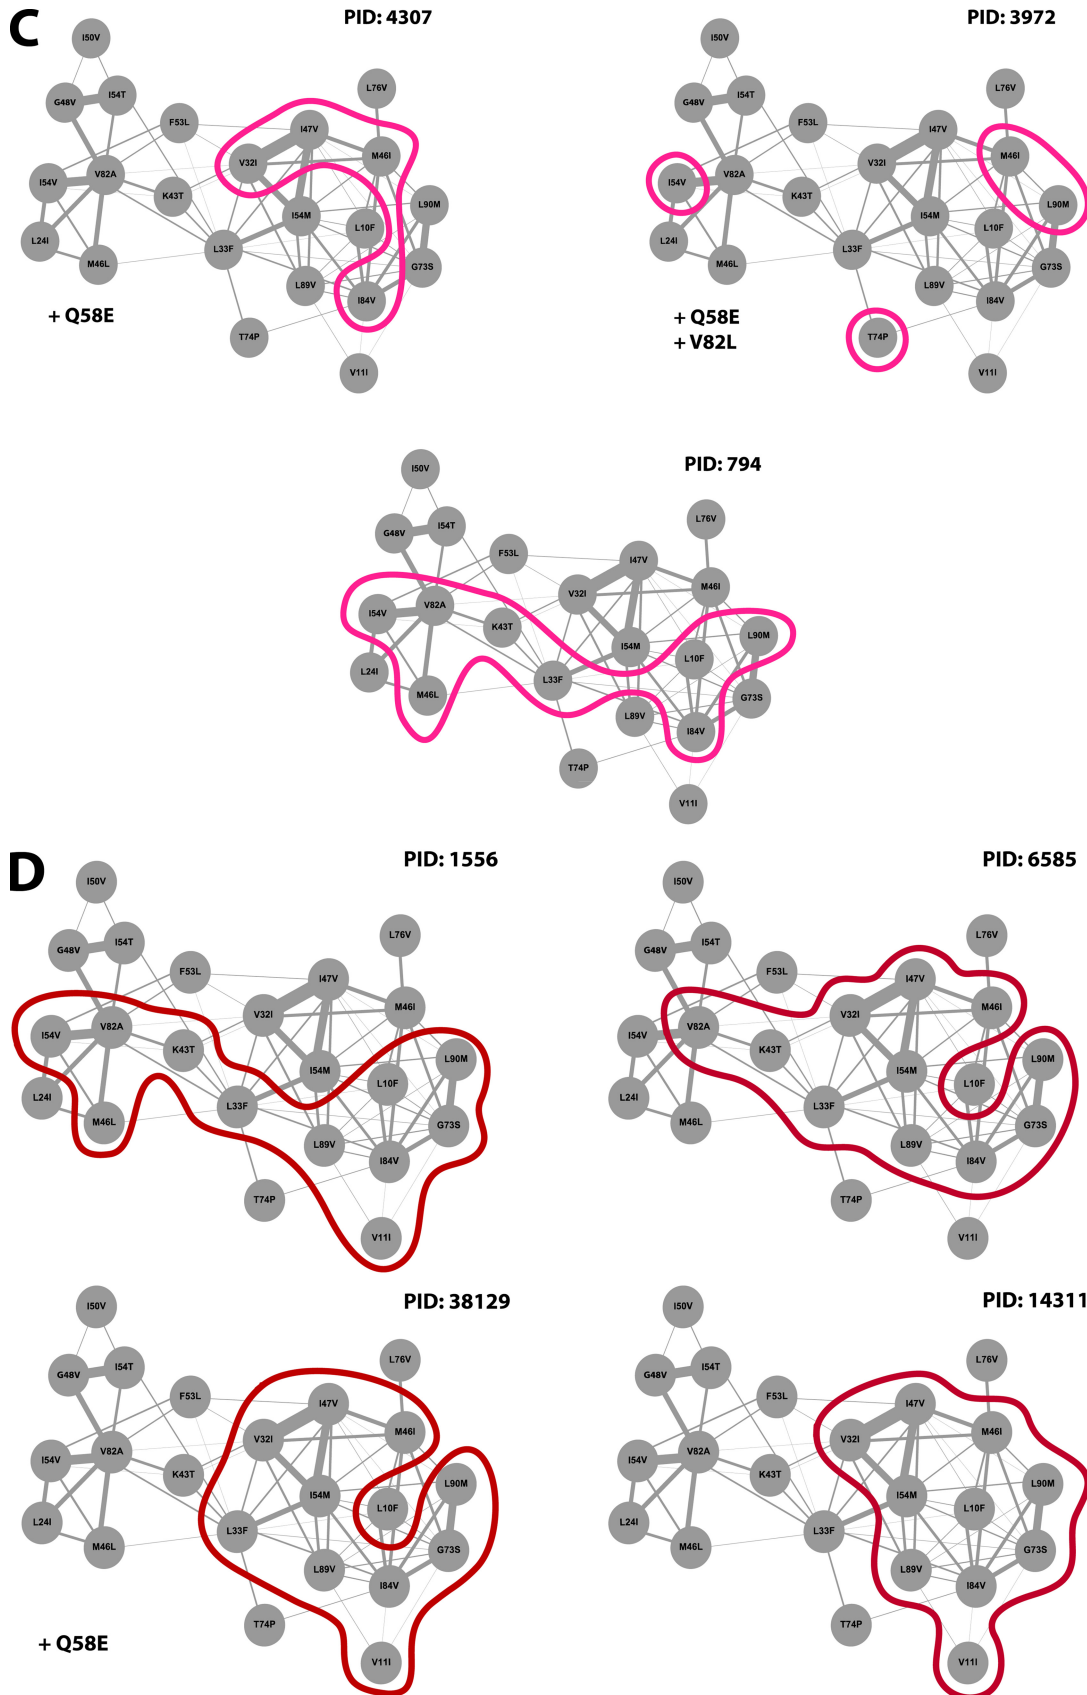 C
PID: 4307
I50V
L76V
G48V
I54T
F53L
I47V
V32I
M46I
I54V
V82A
K43T
L90M
I54M
L10F
L24I
L33F
M46L
G73S
L89V
I84V
+ Q58E
T74P
V11I
PID: 3972
I50V
L76V
G48V
I54T
F53L
I47V
V32I
M46I
I54V
V82A
K43T
L90M
I54M
L10F
L24I
L33F
M46L
G73S
L89V
I84V
+ Q58E
+ V82L
T74P
V11I
PID: 794
I50V
L76V
G48V
I54T
F53L
I47V
V32I
M46I
I54V
V82A
K43T
L90M
I54M
L10F
L24I
L33F
M46L
G73S
L89V
I84V
T74P
V11I
D
PID: 1556
I50V
L76V
G48V
I54T
F53L
I47V
V32I
M46I
I54V
V82A
K43T
L90M
I54M
L10F
L24I
L33F
M46L
G73S
L89V
I84V
T74P
V11I
PID: 6585
I50V
L76V
G48V
I54T
F53L
I47V
V32I
M46I
I54V
V82A
K43T
L90M
I54M
L10F
L24I
L33F
M46L
G73S
L89V
I84V
T74P
V11I
PID: 38129
I50V
L76V
G48V
I54T
F53L
I47V
V32I
M46I
I54V
V82A
K43T
L90M
I54M
L10F
L24I
L33F
M46L
G73S
L89V
I84V
T74P
+ Q58E
V11I
PID: 14311
I50V
L76V
G48V
I54T
F53L
I47V
V32I
M46I
I54V
V82A
K43T
L90M
I54M
L10F
L24I
L33F
M46L
G73S
L89V
I84V
T74P
V11I